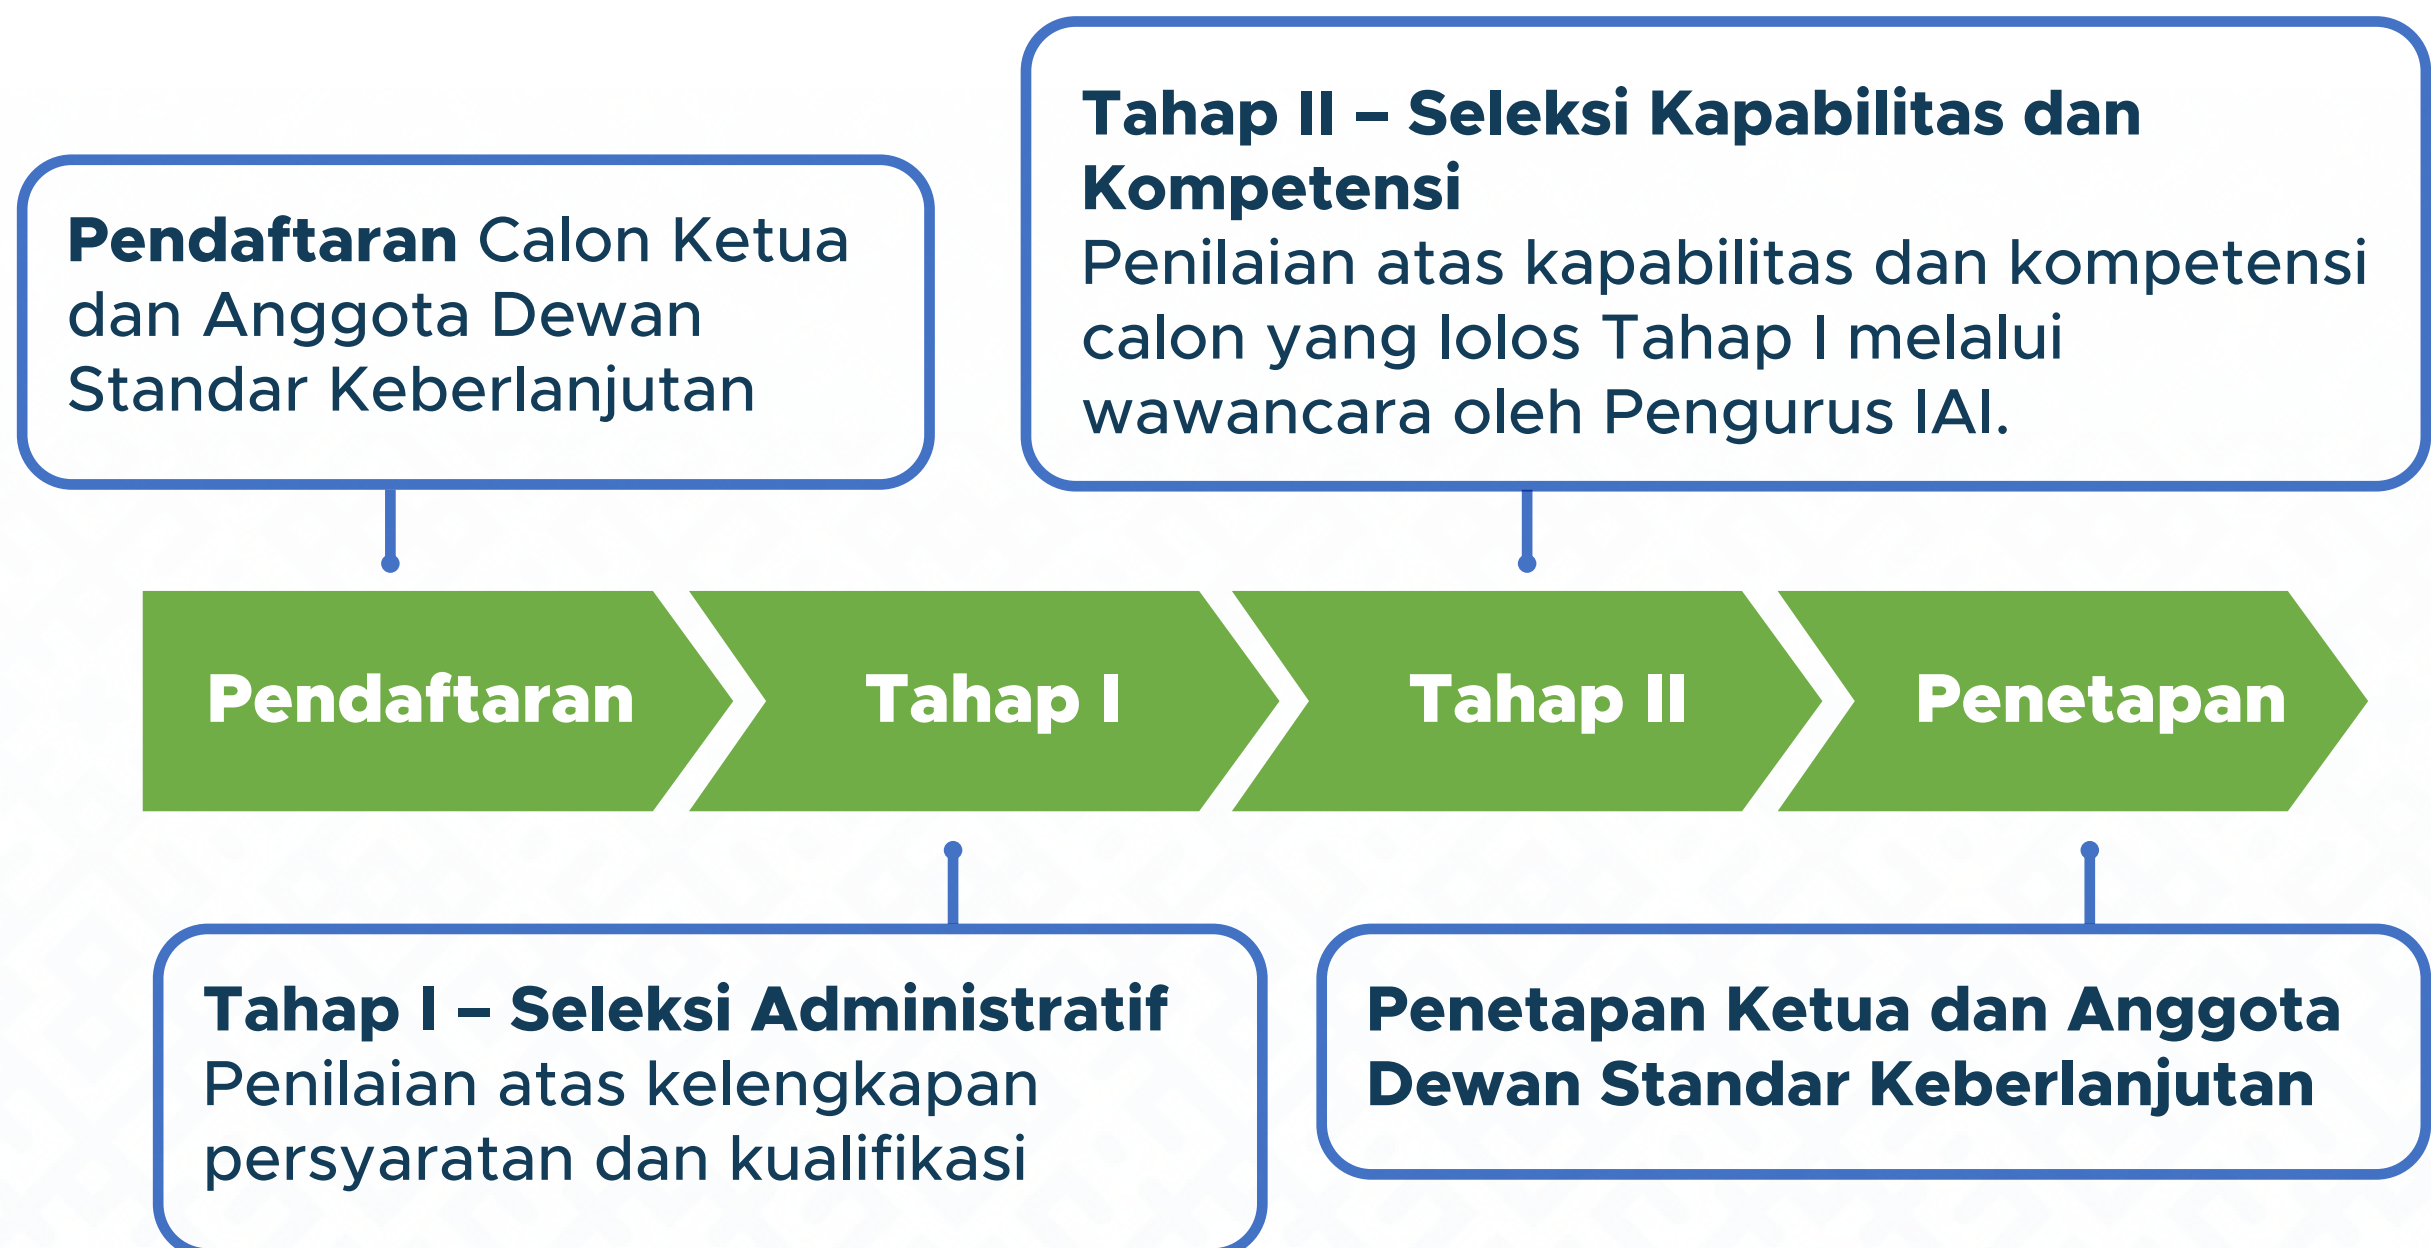 Pendaftaran Calon Ketua
dan Anggota Dewan
Standar Keberlanjutan
Tahap II – Seleksi Kapabilitas dan
Kompetensi
Penilaian atas kapabilitas dan kompetensi
calon yang lolos Tahap I melalui
wawancara oleh Pengurus IAI.
Pendaftaran
Tahap I
Tahap II
Penetapan
Tahap I – Seleksi Administratif
Penilaian atas kelengkapan
persyaratan dan kualifikasi
Penetapan Ketua dan Anggota
Dewan Standar Keberlanjutan